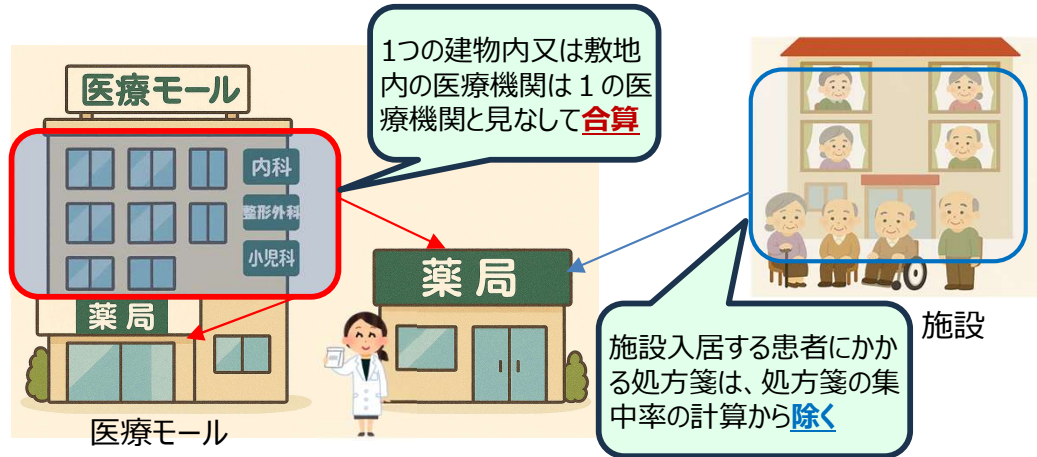 医療モール
内科
整形外科
小児科
薬局
医療モール
1つの建物内又は敷地
内の医療機関は１の医
療機関と見なして合算
薬局
施設
施設入居する患者にかか
る処方箋は、処方箋の集
中率の計算から除く